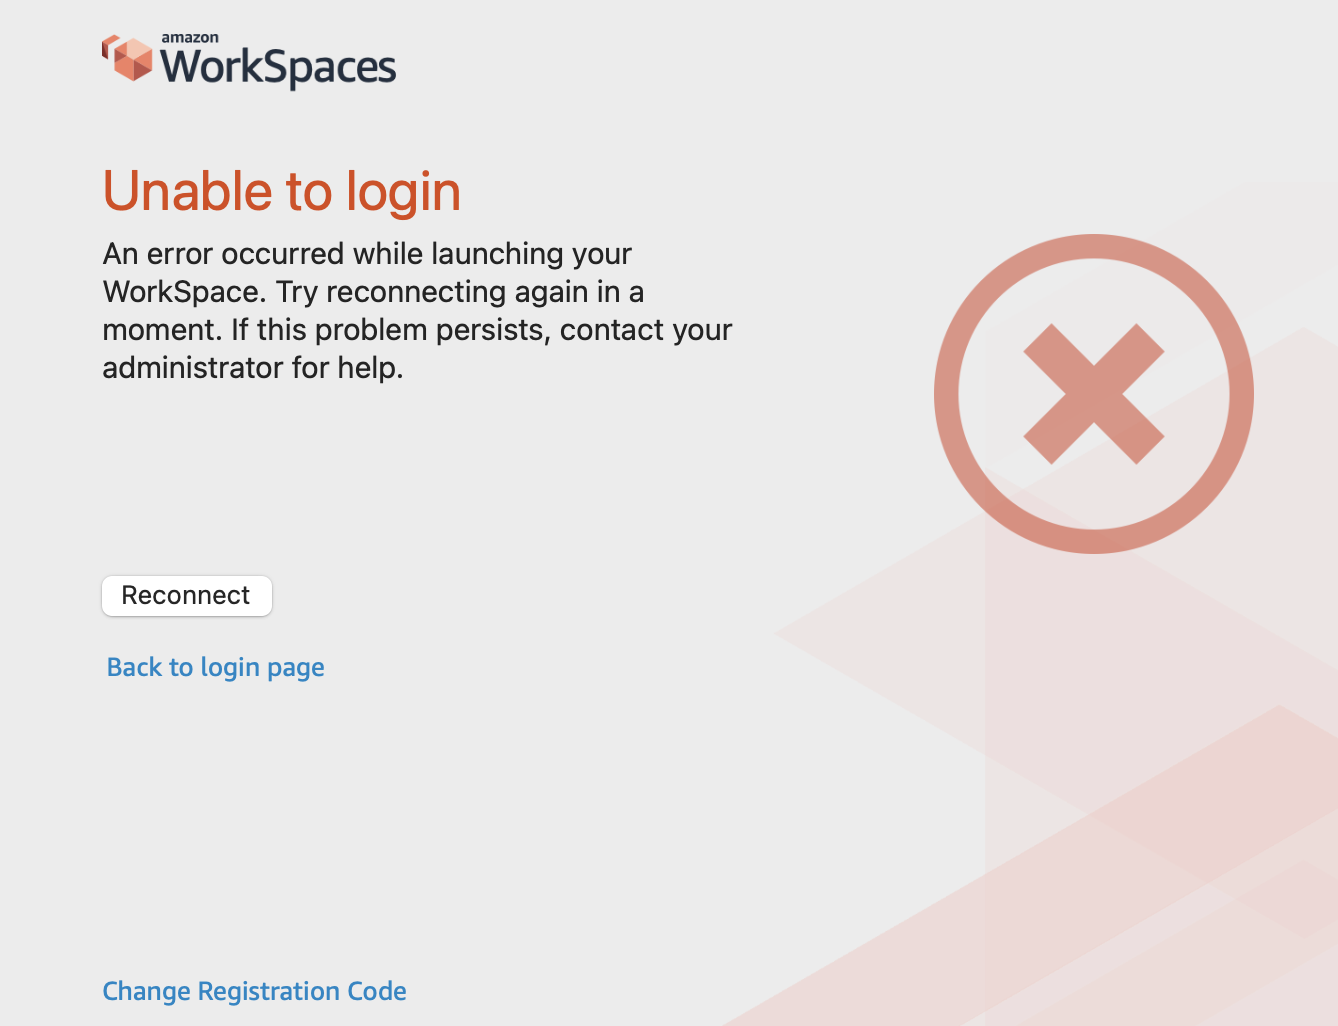 amazon
WorkSpaces
Unable to login
An error occurred while launching your
WorkSpace. Try reconnecting again in a
moment. If this problem persists, contact your
administrator for help.
Reconnect
Back to login page
Change Registration Code